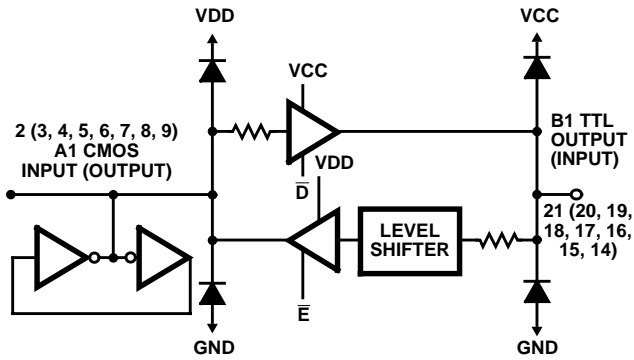 VDD
VCC
VCC
2 (3, 4, 5, 6, 7, 8, 9)
A1 CMOS
INPUT (OUTPUT)
B1 TTL
OUTPUT
(INPUT)
D
VDD
21 (20, 19,
18, 17, 16,
15, 14)
LEVEL
SHIFTER
E
GND
GND